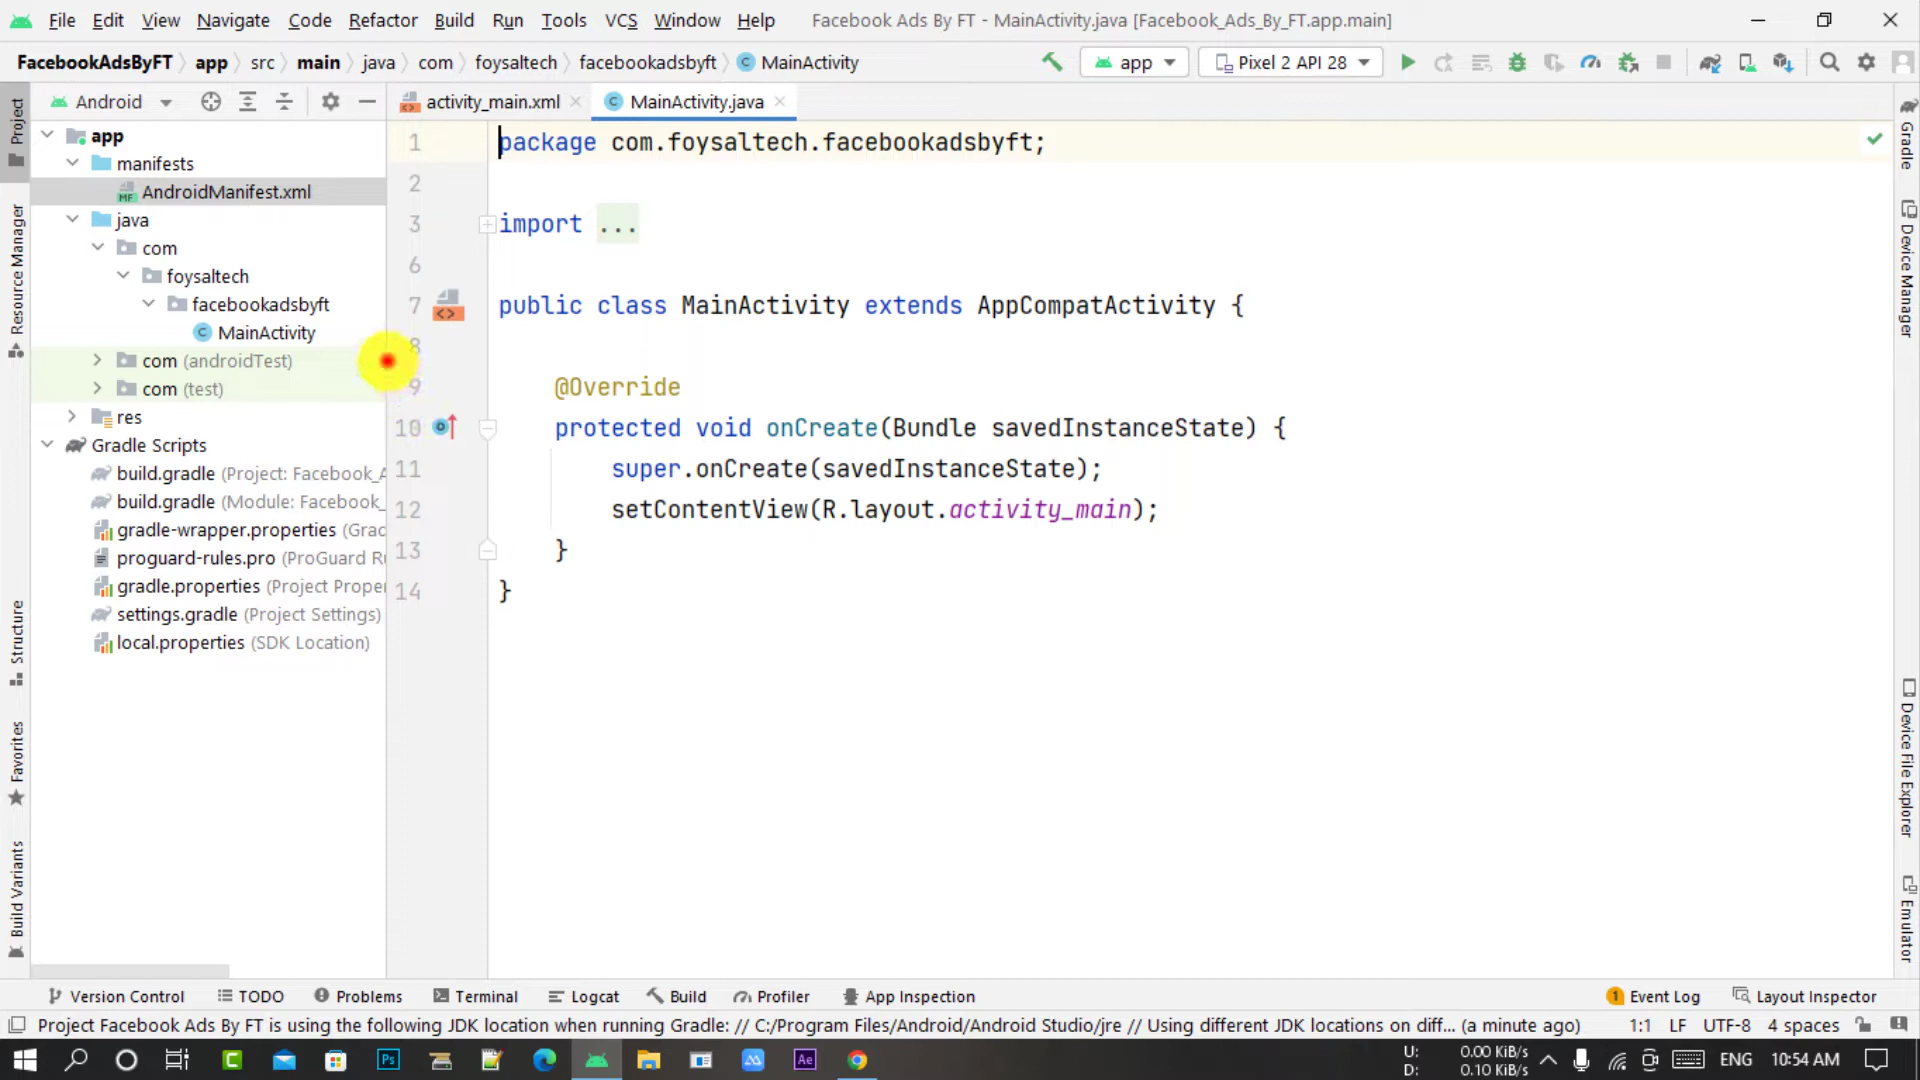 File Edit View Navigate Code Refactor Build Run Tools VCS Window Help Facebook Ads By FT - MainActivity.java [Facebook_Ads_By_FT.app.main]
FacebookAdsByFT app src main java com foysaltech facebookadsbyft MainActivity app Pixel 2 API 28
Android activity_main.xml MainActivity.java
Project
Resource Manager
Structure
Favorites
Build Variants
app
manifests
AndroidManifest.xml
java
com
foysaltech
facebookadsbyft
MainActivity
com (androidTest)
com (test)
res
Gradle Scripts
build.gradle (Project: Facebook_A
build.gradle (Module: Facebook_
gradle-wrapper.properties (Grad
proguard-rules.pro (ProGuard Ru
gradle.properties (Project Proper
settings.gradle (Project Settings)
local.properties (SDK Location)
1 package com.foysaltech.facebookadsbyft;
2
3 import ...
6
7 public class MainActivity extends AppCompatActivity {
8
9 @Override
10 protected void onCreate(Bundle savedInstanceState) {
11 super.onCreate(savedInstanceState);
12 setContentView(R.layout.activity_main);
13 }
14 }
Gradle
Device Manager
Device File Explorer
Emulator
Version Control TODO Problems Terminal Logcat Build Profiler App Inspection 1 Event Log Layout Inspector
Project Facebook Ads By FT is using the following JDK location when running Gradle: // C:/Program Files/Android/Android Studio/jre // Using different JDK locations on diff... (a minute ago) 1:1 LF UTF-8 4 spaces
U: 0.00 KiB/s
D: 0.10 KiB/s
ENG 10:54 AM